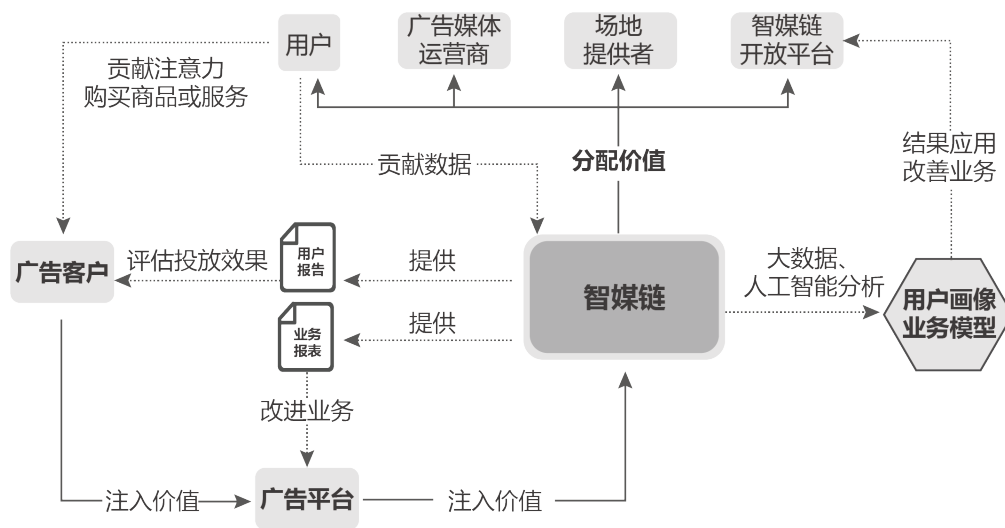 用户
广告媒体
运营商
场地
提供者
智媒链
开放平台
贡献注意力
购买商品或服务
贡献数据
分配价值
结果应用
改善业务
广告客户
评估投放效果
用户
报告
提供
智媒链
大数据、
人工智能分析
用户画像
业务模型
业务
报表
提供
改进业务
注入价值
广告平台
注入价值